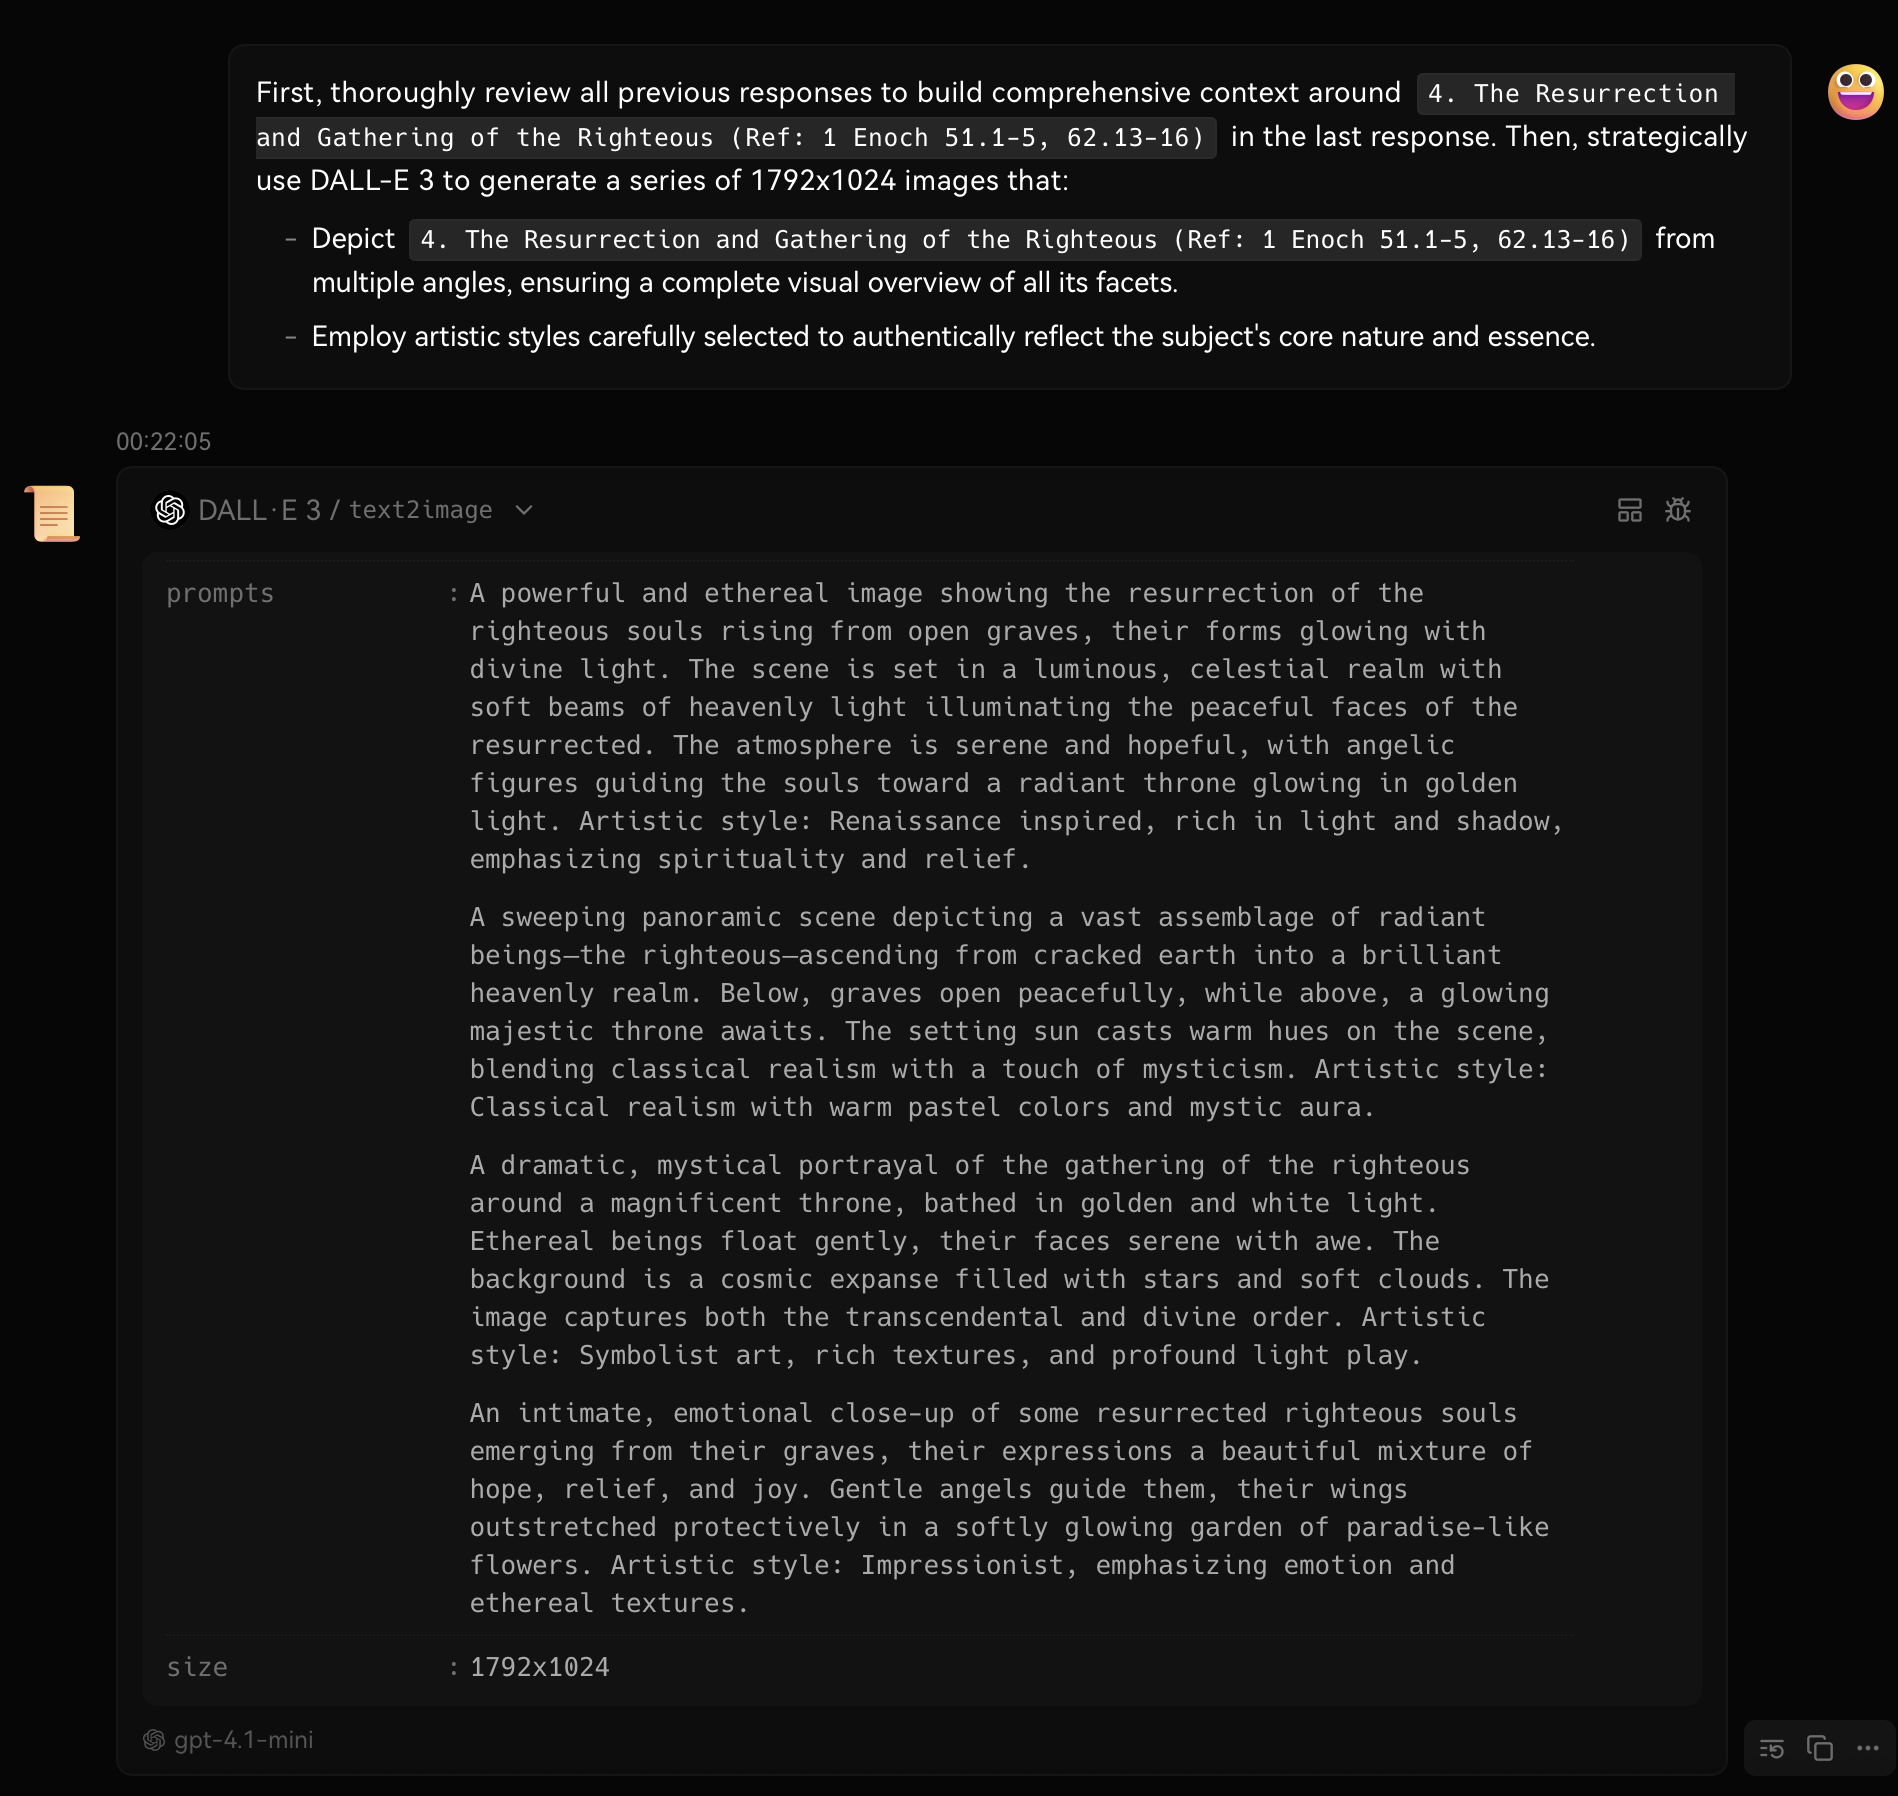 First, thoroughly review all previous responses to build comprehensive context around 4. The Resurrection
and Gathering of the Righteous (Ref: 1 Enoch 51.1-5, 62.13-16) in the last response. Then, strategically
use DALL-E 3 to generate a series of 1792x1024 images that:
- Depict 4. The Resurrection and Gathering of the Righteous (Ref: 1 Enoch 51.1-5, 62.13-16) from
multiple angles, ensuring a complete visual overview of all its facets.
- Employ artistic styles carefully selected to authentically reflect the subject's core nature and essence.
00:22:05
DALL·E 3 / text2image
prompts : A powerful and ethereal image showing the resurrection of the
righteous souls rising from open graves, their forms glowing with
divine light. The scene is set in a luminous, celestial realm with
soft beams of heavenly light illuminating the peaceful faces of the
resurrected. The atmosphere is serene and hopeful, with angelic
figures guiding the souls toward a radiant throne glowing in golden
light. Artistic style: Renaissance inspired, rich in light and shadow,
emphasizing spirituality and relief.
A sweeping panoramic scene depicting a vast assemblage of radiant
beings—the righteous—ascending from cracked earth into a brilliant
heavenly realm. Below, graves open peacefully, while above, a glowing
majestic throne awaits. The setting sun casts warm hues on the scene,
blending classical realism with a touch of mysticism. Artistic style:
Classical realism with warm pastel colors and mystic aura.
A dramatic, mystical portrayal of the gathering of the righteous
around a magnificent throne, bathed in golden and white light.
Ethereal beings float gently, their faces serene with awe. The
background is a cosmic expanse filled with stars and soft clouds. The
image captures both the transcendental and divine order. Artistic
style: Symbolist art, rich textures, and profound light play.
An intimate, emotional close-up of some resurrected righteous souls
emerging from their graves, their expressions a beautiful mixture of
hope, relief, and joy. Gentle angels guide them, their wings
outstretched protectively in a softly glowing garden of paradise-like
flowers. Artistic style: Impressionist, emphasizing emotion and
ethereal textures.
size : 1792x1024
gpt-4.1-mini